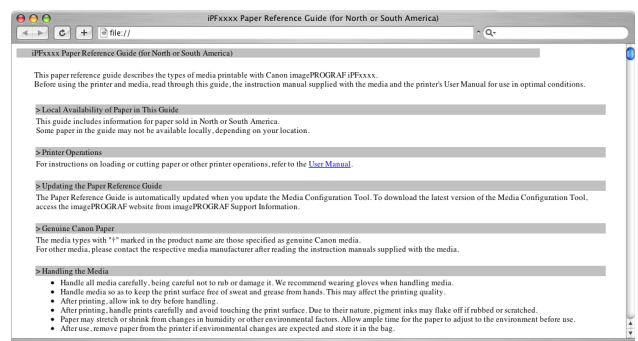 iPFxxxx Paper Reference Guide (for North or South America)
file://
Q
iPFxxxx Paper Reference Guide (for North or South America)
This paper reference guide describes the types of media printable with Canon imagePROGRAF iPFxxxx.
Before using the printer and media, read through this guide, the instruction manual supplied with the media and the printer's User Manual for use in optimal conditions.
> Local Availability of Paper in This Guide
This guide includes information for paper sold in North or South America.
Some paper in the guide may not be available locally, depending on your location.
> Printer Operations
For instructions on loading or cutting paper or other printer operations, refer to the User Manual.
> Updating the Paper Reference Guide
The Paper Reference Guide is automatically updated when you update the Media Configuration Tool. To download the latest version of the Media Configuration Tool,
access the imagePROGRAF website from imagePROGRAF Support Information.
> Genuine Canon Paper
The media types with "†" marked in the product name are those specified as genuine Canon media.
For other media, please contact the respective media manufacturer after reading the instruction manuals supplied with the media.
> Handling the Media
• Handle all media carefully, being careful not to rub or damage it. We recommend wearing gloves when handling media.
• Handle media so as to keep the print surface free of sweat and grease from hands. This may affect the printing quality.
• After printing, allow ink to dry before handling.
• After printing, handle prints carefully and avoid touching the print surface. Due to their nature, pigment inks may flake off if rubbed or scratched.
• Paper may stretch or shrink from changes in humidity or other environmental factors. Allow ample time for the paper to adjust to the environment before use.
• After use, remove paper from the printer if environmental changes are expected and store it in the bag.